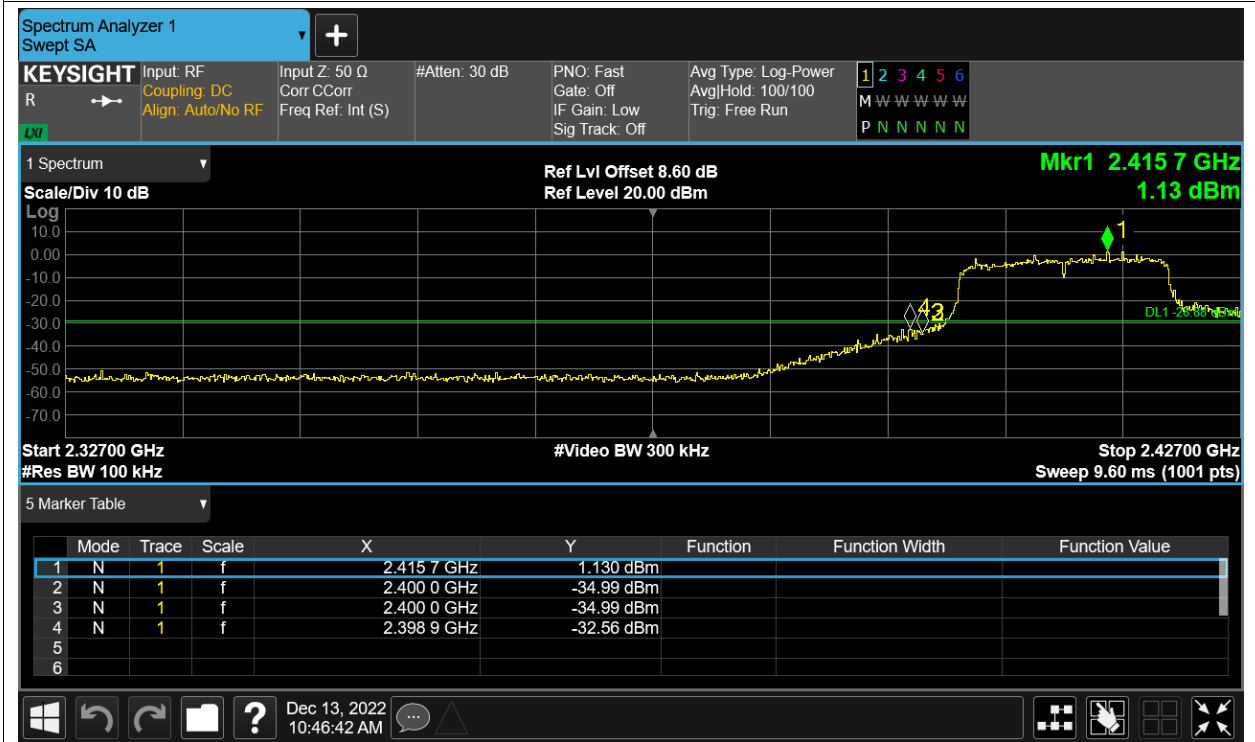 Spectrum Analyzer 1
Swept SA
+
KEYSIGHT
R
LXI
Input: RF
Coupling: DC
Align: Auto/No RF
Input Z: 50 Ω
Corr CCorr
Freq Ref: Int (S)
#Atten: 30 dB
PNO: Fast
Gate: Off
IF Gain: Low
Sig Track: Off
Avg Type: Log-Power
Avg|Hold: 100/100
Trig: Free Run
1 2 3 4 5 6
M W W W W W
P N N N N N
1 Spectrum
Scale/Div 10 dB
Ref Lvl Offset 8.60 dB
Ref Level 20.00 dBm
Mkr1 2.415 7 GHz
1.13 dBm
Log
10.0
0.00
-10.0
-20.0
-30.0
-40.0
-50.0
-60.0
-70.0
1
4
DL1
Start 2.32700 GHz
#Res BW 100 kHz
#Video BW 300 kHz
Stop 2.42700 GHz
Sweep 9.60 ms (1001 pts)
5 Marker Table
Mode Trace Scale X Y Function Function Width Function Value
1 N 1 f 2.415 7 GHz 1.130 dBm
2 N 1 f 2.400 0 GHz -34.99 dBm
3 N 1 f 2.400 0 GHz -34.99 dBm
4 N 1 f 2.398 9 GHz -32.56 dBm
5
6
?
Dec 13, 2022
10:46:42 AM